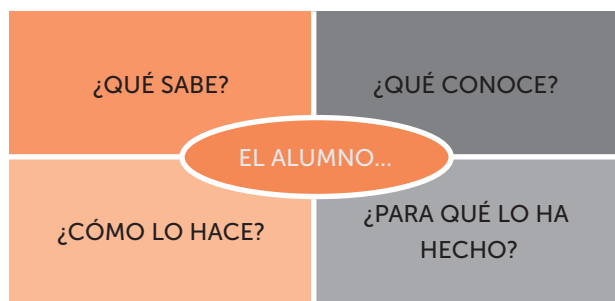 ¿QUÉ SABE?
¿QUÉ CONOCE?
EL ALUMNO...
¿CÓMO LO HACE?
¿PARA QUÉ LO HA
HECHO?